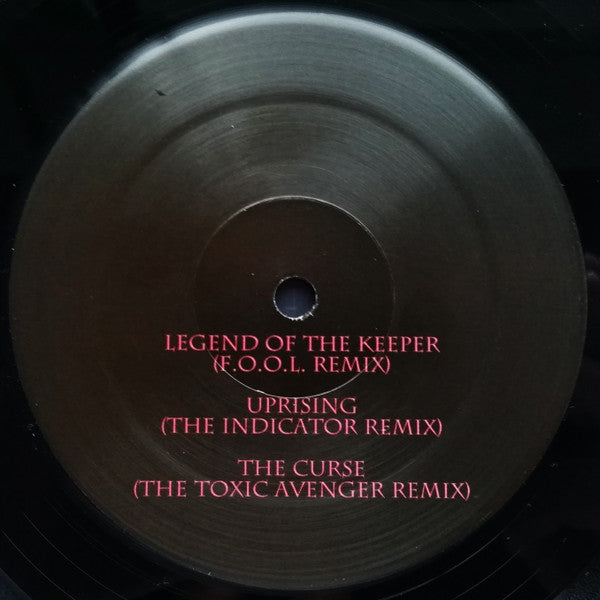 LEGEND OF THE KEEPER
(F.O.O.L. REMIX)
UPRISING
(THE INDICATOR REMIX)
THE CURSE
(THE TOXIC AVENGER REMIX)